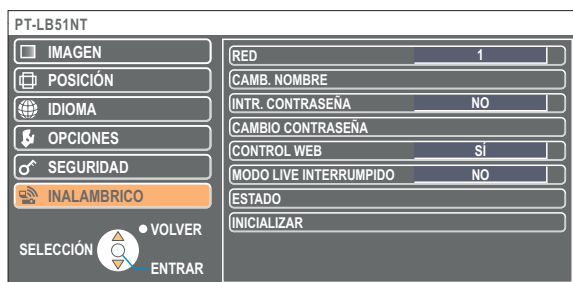 PT-LB51NT
IMAGEN
POSICIÓN
IDIOMA
OPCIONES
SEGURIDAD
INALAMBRICO
SELECCIÓN
VOLVER
ENTRAR
RED 1
CAMB. NOMBRE
INTR. CONTRASEÑA NO
CAMBIO CONTRASEÑA
CONTROL WEB SÍ
MODO LIVE INTERRUMPIDO NO
ESTADO
INICIALIZAR